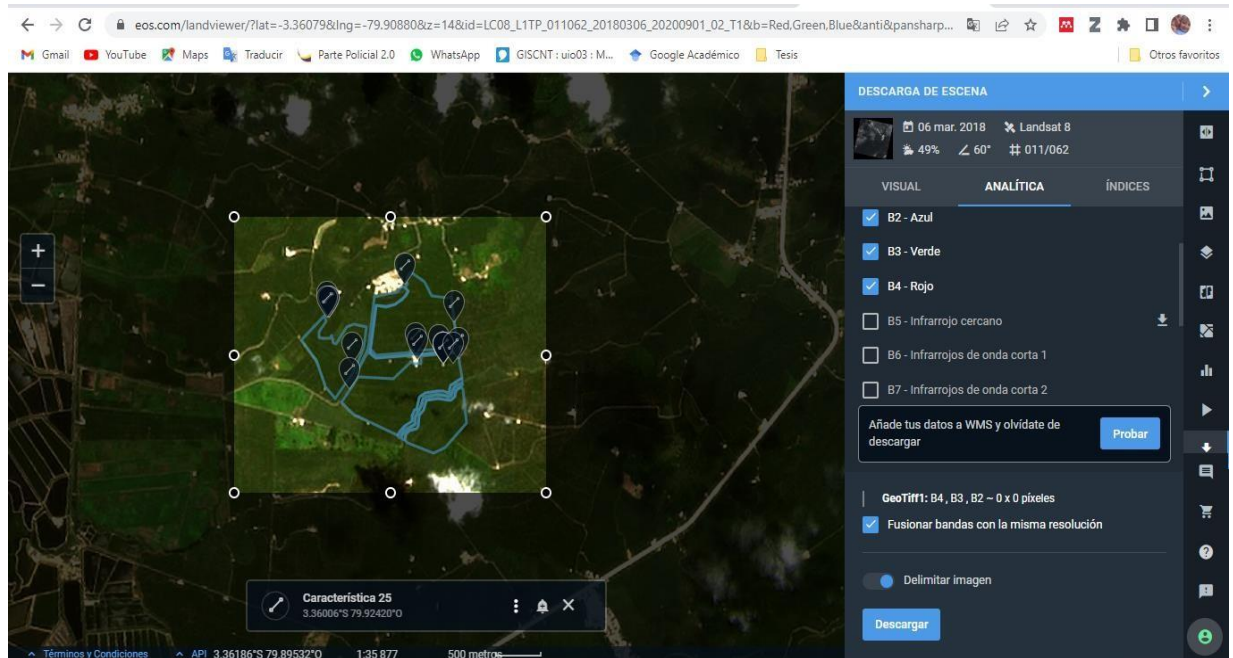 eos.com/landviewer/?lat=-3.36079&lng=-79.90880&z=14&id=LC08_L1TP_011062_20180306_20200901_02_T1&b=Red,Green,Blue&anti&pansharp...
Gmail YouTube Maps Traducir Parte Policial 2.0 WhatsApp GISCNT : uio03 : M... Google Académico Tesis Otros favoritos
DESCARGA DE ESCENA
06 mar. 2018 Landsat 8
49% 60° 011/062
VISUAL ANALÍTICA ÍNDICES
B2 - Azul
B3 - Verde
B4 - Rojo
B5 - Infrarrojo cercano
B6 - Infrarrojos de onda corta 1
B7 - Infrarrojos de onda corta 2
Añade tus datos a WMS y olvídate de
descargar
Probar
GeoTiff1: B4 , B3 , B2 ~ 0 x 0 píxeles
Fusionar bandas con la misma resolución
Delimitar imagen
Descargar
Característica 25
3.36006°S 79.92420°O
Términos y Condiciones API 3.36186°S 79.89532°O 1:35 877 500 metros